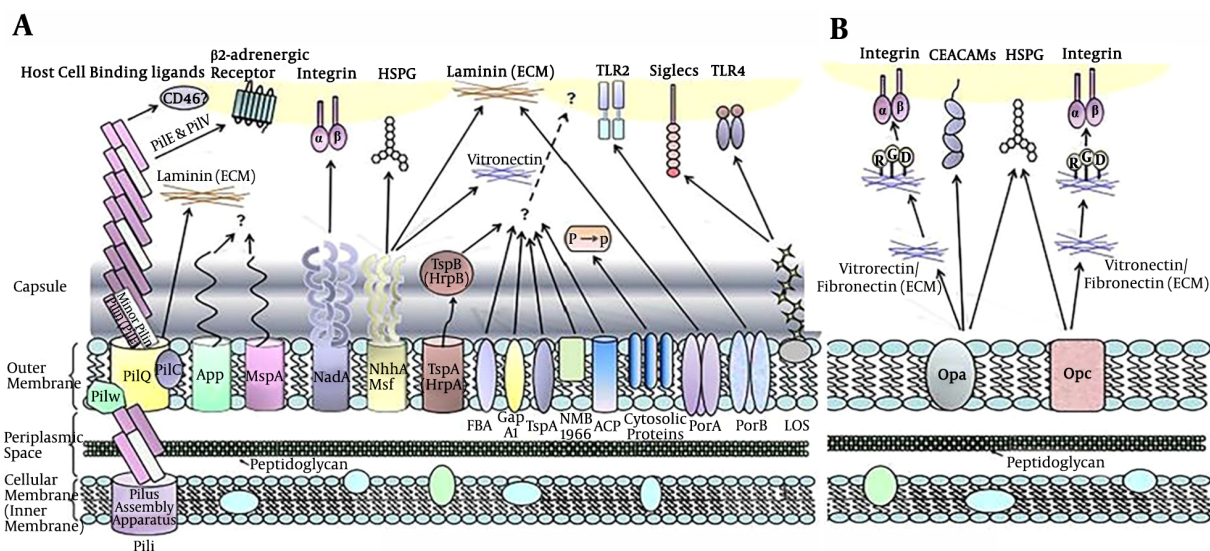 A
B
β2-adrenergic
Receptor
Host Cell Binding ligands
Integrin
HSPG
Laminin (ECM)
TLR2
Siglecs
TLR4
CD46?
PilE & PilV
α
β
Laminin (ECM)
?
Vitronectin
?
?
P
p
TspB
(HrpB)
Capsule
Minor Pilin
Outer
Membrane
PilQ
PilC
Pilw
App
MspA
NadA
NhhA
Msf
TspA
HrpA
FBA
Gap
A1
TspA
NMB
1966
ACP
Cytosolic
Proteins
PorA
PorB
LOS
Periplasmic
Space
Peptidoglycan
Cellular
Membrane
(Inner
Membrane)
Pilus
Assembly
Apparatus
Pili
Integrin
CEACAMs
HSPG
Integrin
α
β
α
β
R
G
D
R
G
D
Vitrorectin/
Fibronectin (ECM)
Vitronectin/
Fibronectin (ECM)
Opa
Opc
Peptidoglycan